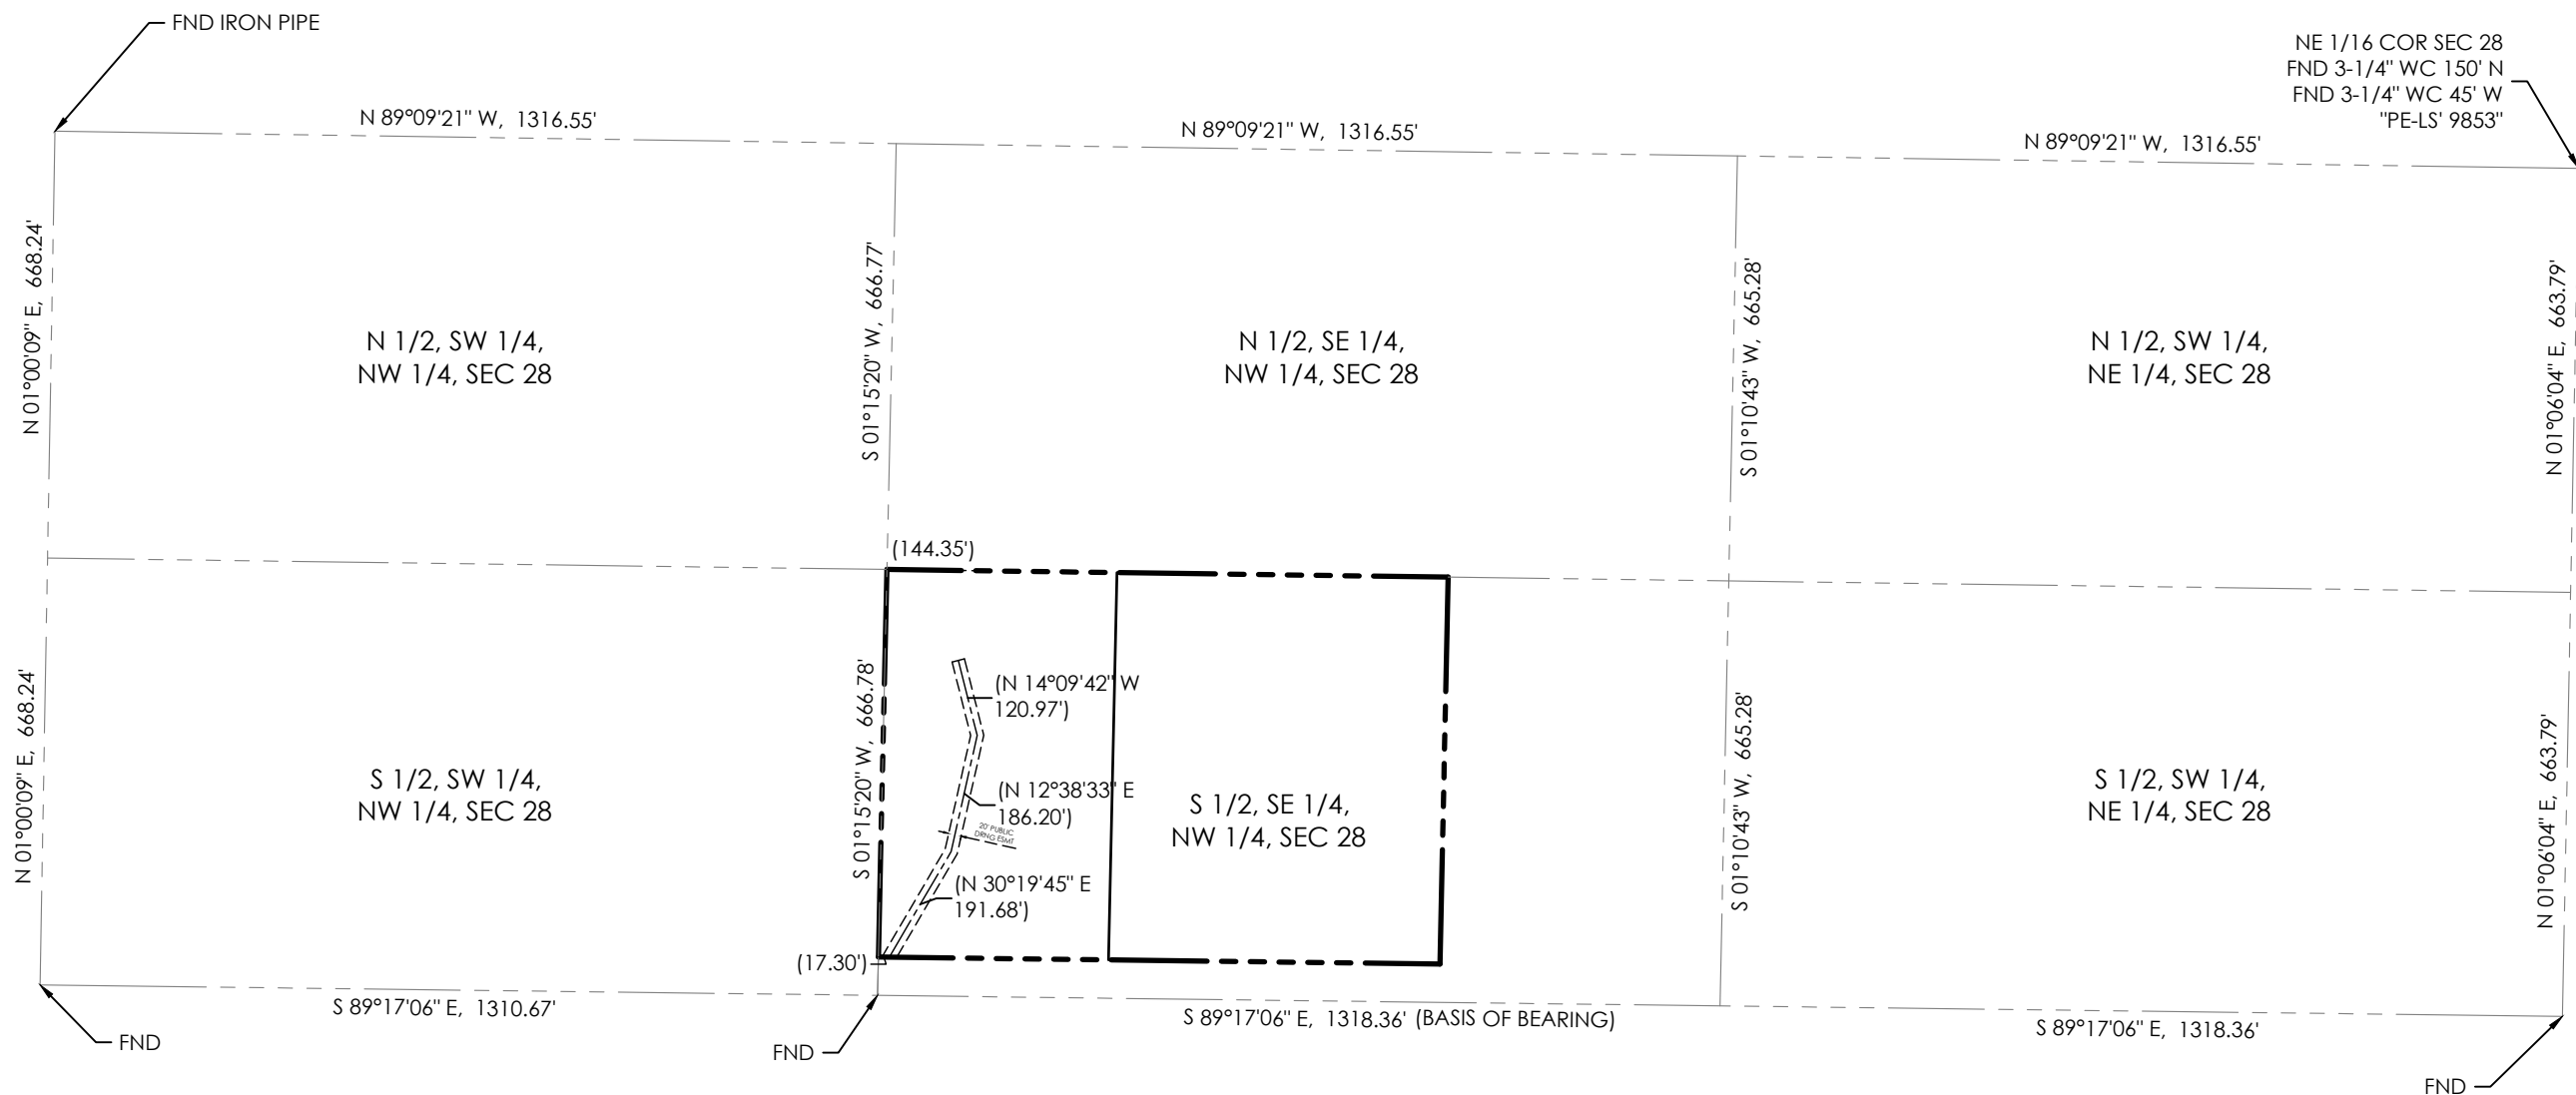 FND IRON PIPE
NE 1/16 COR SEC 28
FND 3-1/4" WC 150' N
FND 3-1/4" WC 45' W
"PE-LS' 9853"
N 89°09'21" W, 1316.55'
N 89°09'21" W, 1316.55'
N 89°09'21" W, 1316.55'
N 01°00'09" E, 668.24'
S 01°15'20" W, 666.77'
S 01°10'43" W, 665.28'
N 01°06'04" E, 663.79'
N 1/2, SW 1/4,
NW 1/4, SEC 28
N 1/2, SE 1/4,
NW 1/4, SEC 28
N 1/2, SW 1/4,
NE 1/4, SEC 28
(144.35')
N 01°00'09" E, 668.24'
S 01°15'20" W, 666.78'
(N 14°09'42" W
120.97')
(N 12°38'33" E
186.20')
20' PUBLIC
DRNG ESMT
(N 30°19'45" E
191.68')
S 01°10'43" W, 665.28'
N 01°06'04" E, 663.79'
S 1/2, SW 1/4,
NW 1/4, SEC 28
S 1/2, SE 1/4,
NW 1/4, SEC 28
S 1/2, SW 1/4,
NE 1/4, SEC 28
(17.30')
S 89°17'06" E, 1310.67'
S 89°17'06" E, 1318.36' (BASIS OF BEARING)
S 89°17'06" E, 1318.36'
FND
FND
FND